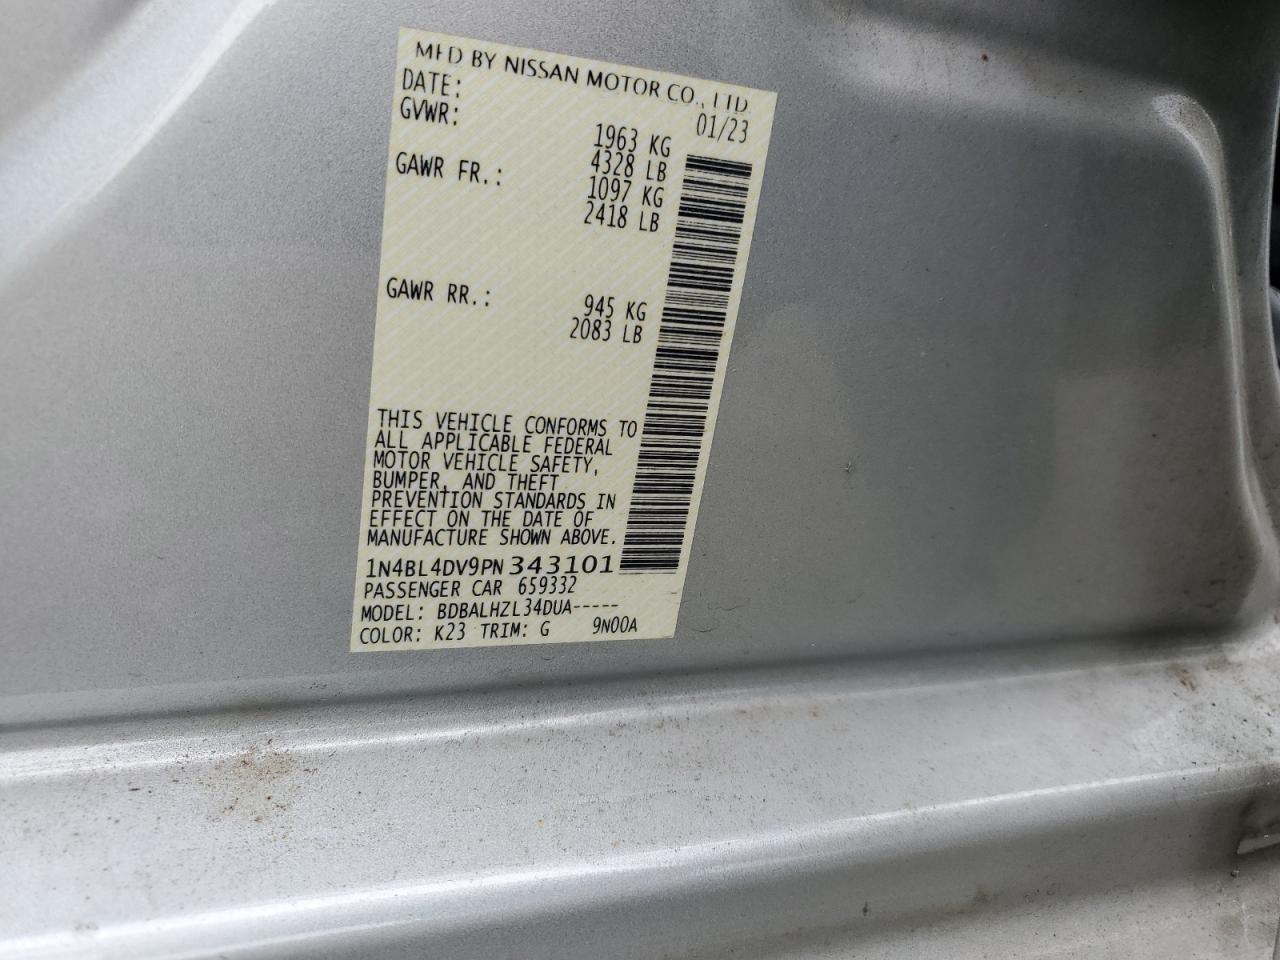 MFD BY NISSAN MOTOR CO., LTD.
DATE: 01/23
GVWR: 1963 KG
4328 LB
GAWR FR.: 1097 KG
2418 LB
GAWR RR.: 945 KG
2083 LB
THIS VEHICLE CONFORMS TO
ALL APPLICABLE FEDERAL
MOTOR VEHICLE SAFETY,
BUMPER, AND THEFT
PREVENTION STANDARDS IN
EFFECT ON THE DATE OF
MANUFACTURE SHOWN ABOVE.
1N4BL4DV9PN343101
PASSENGER CAR 659332
MODEL: BDBALHZL34DUA-----
COLOR: K23 TRIM: G 9N00A